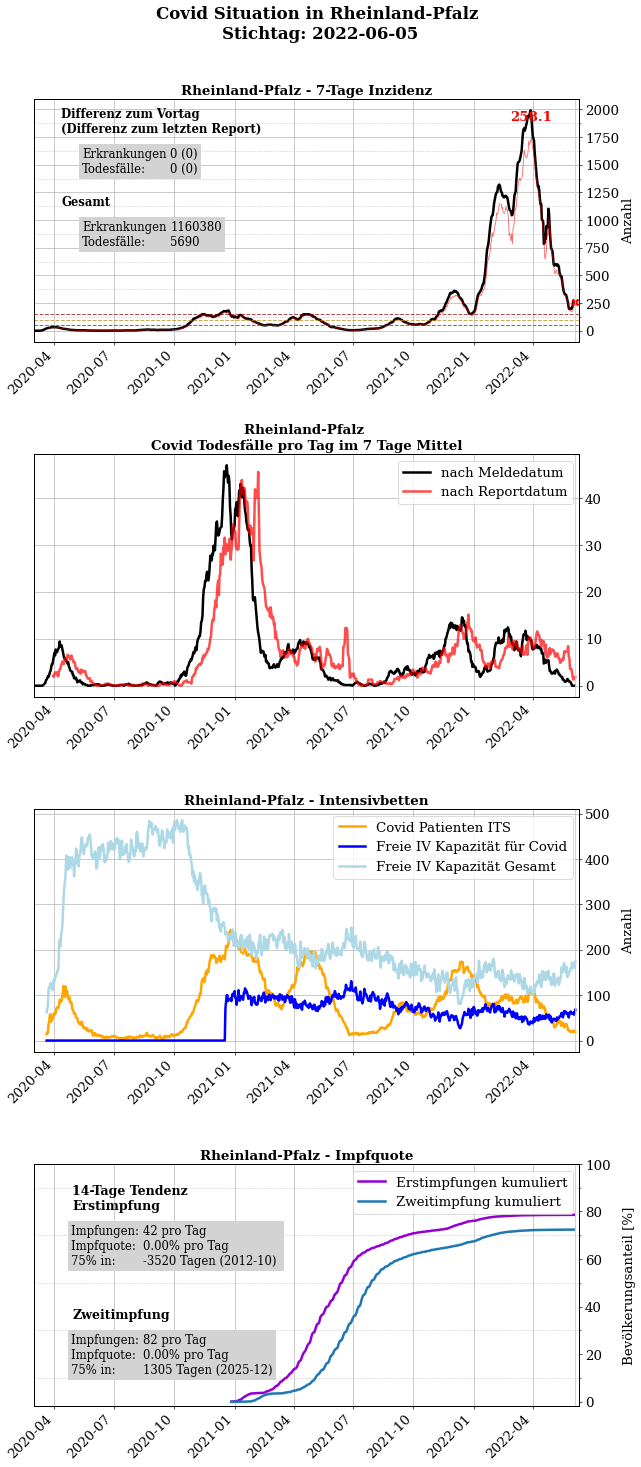 Covid Situation in Rheinland-Pfalz
Stichtag: 2022-06-05
Rheinland-Pfalz - 7-Tage Inzidenz
Differenz zum Vortag
(Differenz zum letzten Report)
Erkrankungen 0 (0)
Todesfälle: 0 (0)
Gesamt
Erkrankungen 1160380
Todesfälle: 5690
258.1
2000
1750
1500
1250
1000
750
500
250
0
Anzahl
2020-04
2020-07
2020-10
2021-01
2021-04
2021-07
2021-10
2022-01
2022-04
Rheinland-Pfalz
Covid Todesfälle pro Tag im 7 Tage Mittel
nach Meldedatum
nach Reportdatum
40
30
20
10
0
2020-04
2020-07
2020-10
2021-01
2021-04
2021-07
2021-10
2022-01
2022-04
Rheinland-Pfalz - Intensivbetten
Covid Patienten ITS
Freie IV Kapazität für Covid
Freie IV Kapazität Gesamt
500
400
300
200
100
0
Anzahl
2020-04
2020-07
2020-10
2021-01
2021-04
2021-07
2021-10
2022-01
2022-04
Rheinland-Pfalz - Impfquote
14-Tage Tendenz
Erstimpfung
Impfungen: 42 pro Tag
Impfquote: 0.00% pro Tag
75% in: -3520 Tagen (2012-10)
Zweitimpfung
Impfungen: 82 pro Tag
Impfquote: 0.00% pro Tag
75% in: 1305 Tagen (2025-12)
Erstimpfungen kumuliert
Zweitimpfung kumuliert
100
80
60
40
20
0
Bevölkerungsanteil [%]
2020-04
2020-07
2020-10
2021-01
2021-04
2021-07
2021-10
2022-01
2022-04